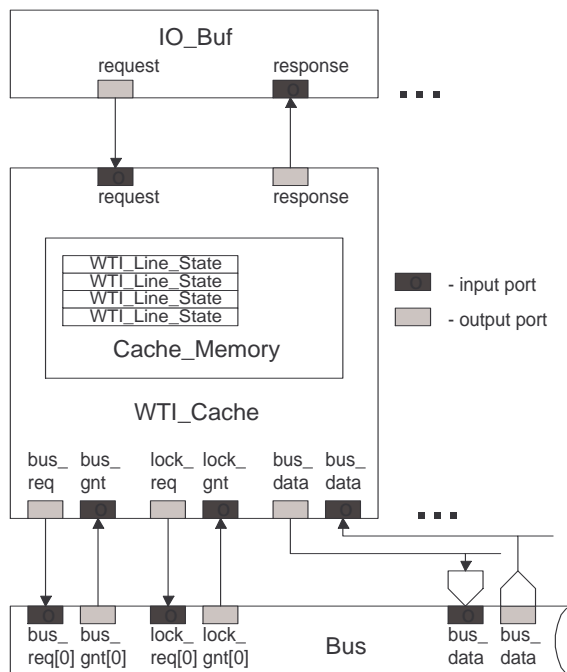 IO_Buf
request response
request response
WTI_Line_State
WTI_Line_State
WTI_Line_State
WTI_Line_State
Cache_Memory
- input port
- output port
WTI_Cache
bus_ bus_ lock_ lock_ bus_ bus_
req gnt req gnt data data
bus_ bus_ lock_ lock_ bus_ bus_
req[0] gnt[0] req[0] gnt[0] data data
Bus